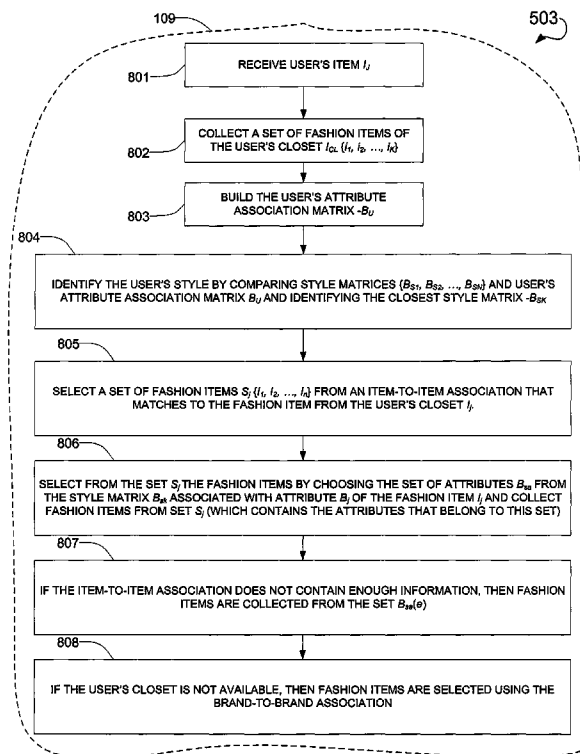 109
503
801
RECEIVE USER'S ITEM I_J
802
COLLECT A SET OF FASHION ITEMS OF
THE USER'S CLOSET I_CL {I_1, I_2, ..., I_K}
803
BUILD THE USER'S ATTRIBUTE
ASSOCIATION MATRIX -B_U
804
IDENTIFY THE USER'S STYLE BY COMPARING STYLE MATRICES {B_S1, B_S2, ..., B_SN} AND USER'S
ATTRIBUTE ASSOCIATION MATRIX B_U AND IDENTIFYING THE CLOSEST STYLE MATRIX -B_SK
805
SELECT A SET OF FASHION ITEMS S_j {I_1, I_2, ..., I_n} FROM AN ITEM-TO-ITEM ASSOCIATION THAT
MATCHES TO THE FASHION ITEM FROM THE USER'S CLOSET I_j.
806
SELECT FROM THE SET S_j THE FASHION ITEMS BY CHOOSING THE SET OF ATTRIBUTES B_sa FROM
THE STYLE MATRIX B_sk ASSOCIATED WITH ATTRIBUTE B_j OF THE FASHION ITEM I_j AND COLLECT
FASHION ITEMS FROM SET S_j (WHICH CONTAINS THE ATTRIBUTES THAT BELONG TO THIS SET)
807
IF THE ITEM-TO-ITEM ASSOCIATION DOES NOT CONTAIN ENOUGH INFORMATION, THEN FASHION
ITEMS ARE COLLECTED FROM THE SET B_sa(e)
808
IF THE USER'S CLOSET IS NOT AVAILABLE, THEN FASHION ITEMS ARE SELECTED USING THE
BRAND-TO-BRAND ASSOCIATION